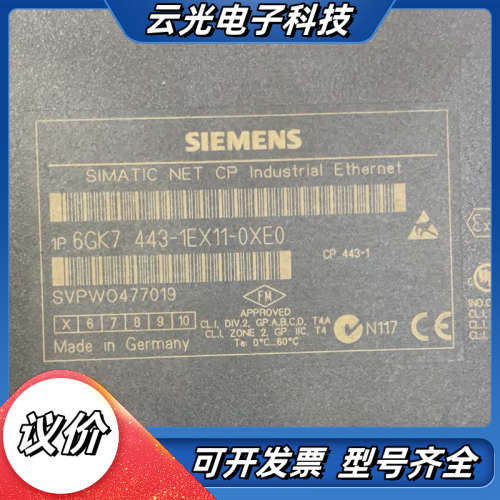 云光电子科技
SIEMENS
SIMATIC NET CP Industrial Ethernet
1P 6GK7 443-1EX11-0XE0
CP 443-1
SVPW0477019
X 6 7 8 9 10
Made in Germany
FM
APPROVED
CL.I, DIV.2, GP.A,B,C,D, T4A
CL.I, ZONE 2, GP. IIC, T4
Ta: 0°C...60°C
N117
CE
Ex
议价
可开发票 型号齐全